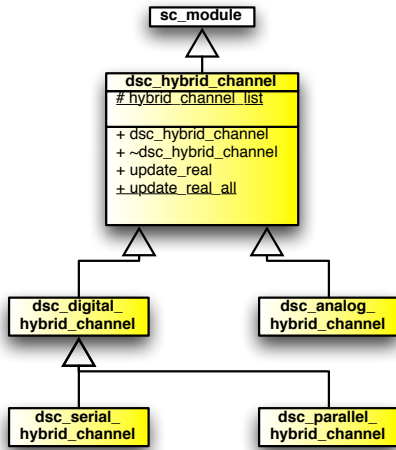 sc_module
dsc_hybrid_channel
# hybrid_channel_list
+ dsc_hybrid_channel
+ ~dsc_hybrid_channel
+ update_real
+ update_real_all
dsc_digital_
hybrid_channel
dsc_analog_
hybrid_channel
dsc_serial_
hybrid_channel
dsc_parallel_
hybrid_channel